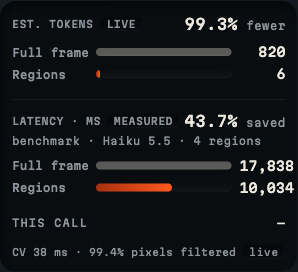 EST. TOKENS LIVE 99.3% fewer
Full frame 820
Regions 6
LATENCY · MS MEASURED 43.7% saved
benchmark · Haiku 5.5 · 4 regions
Full frame 17,838
Regions 10,034
THIS CALL –
CV 38 ms · 99.4% pixels filtered live